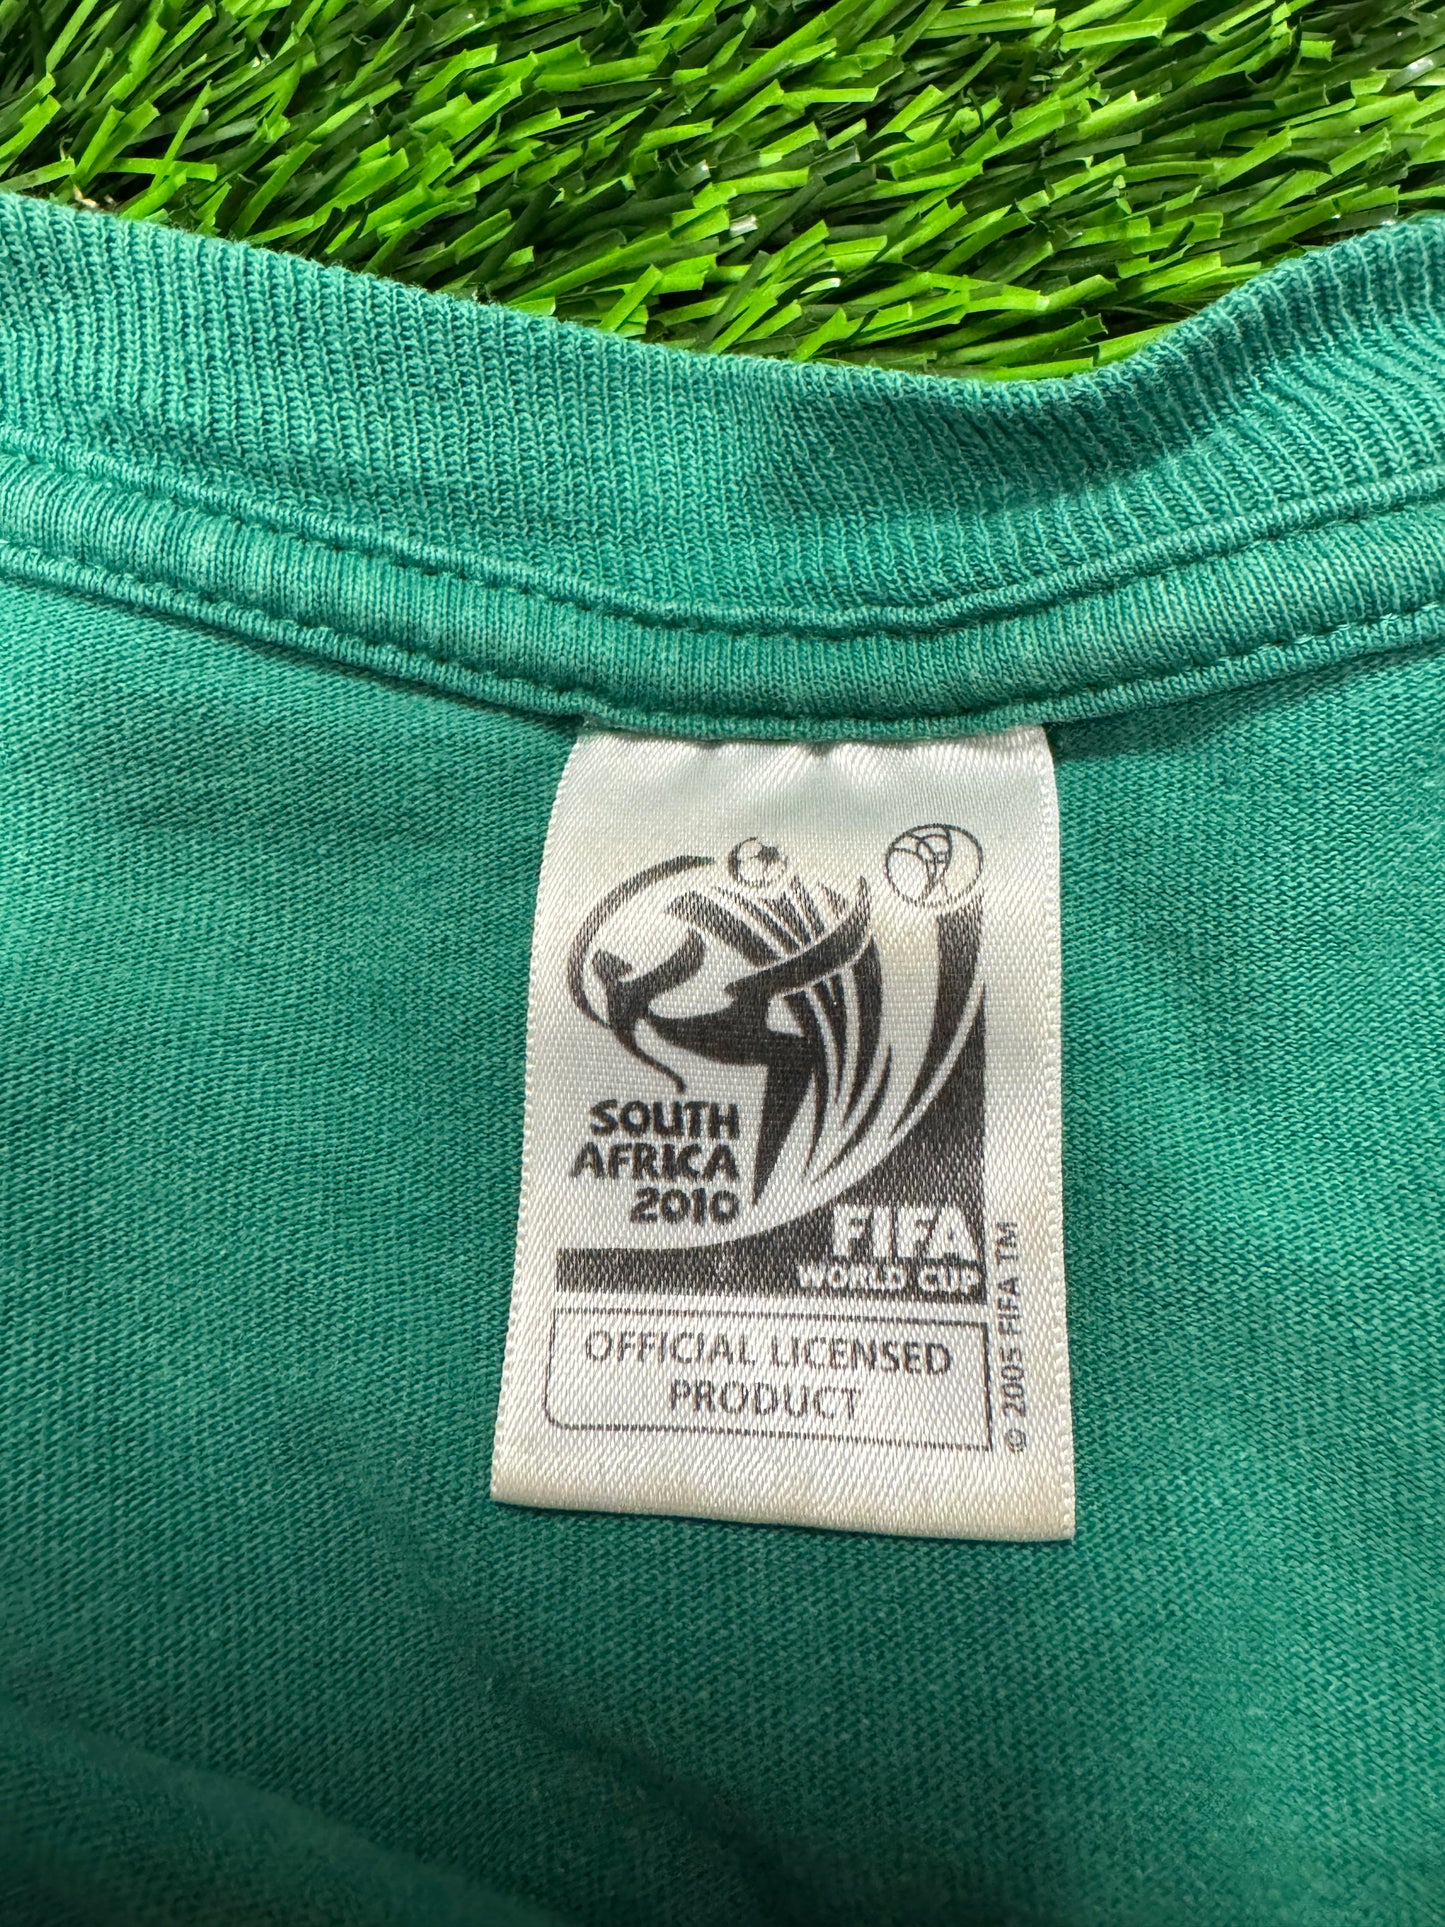 SOUTH
AFRICA
2010
FIFA
WORLD CUP
OFFICIAL LICENSED
PRODUCT
© 2005 FIFA TM